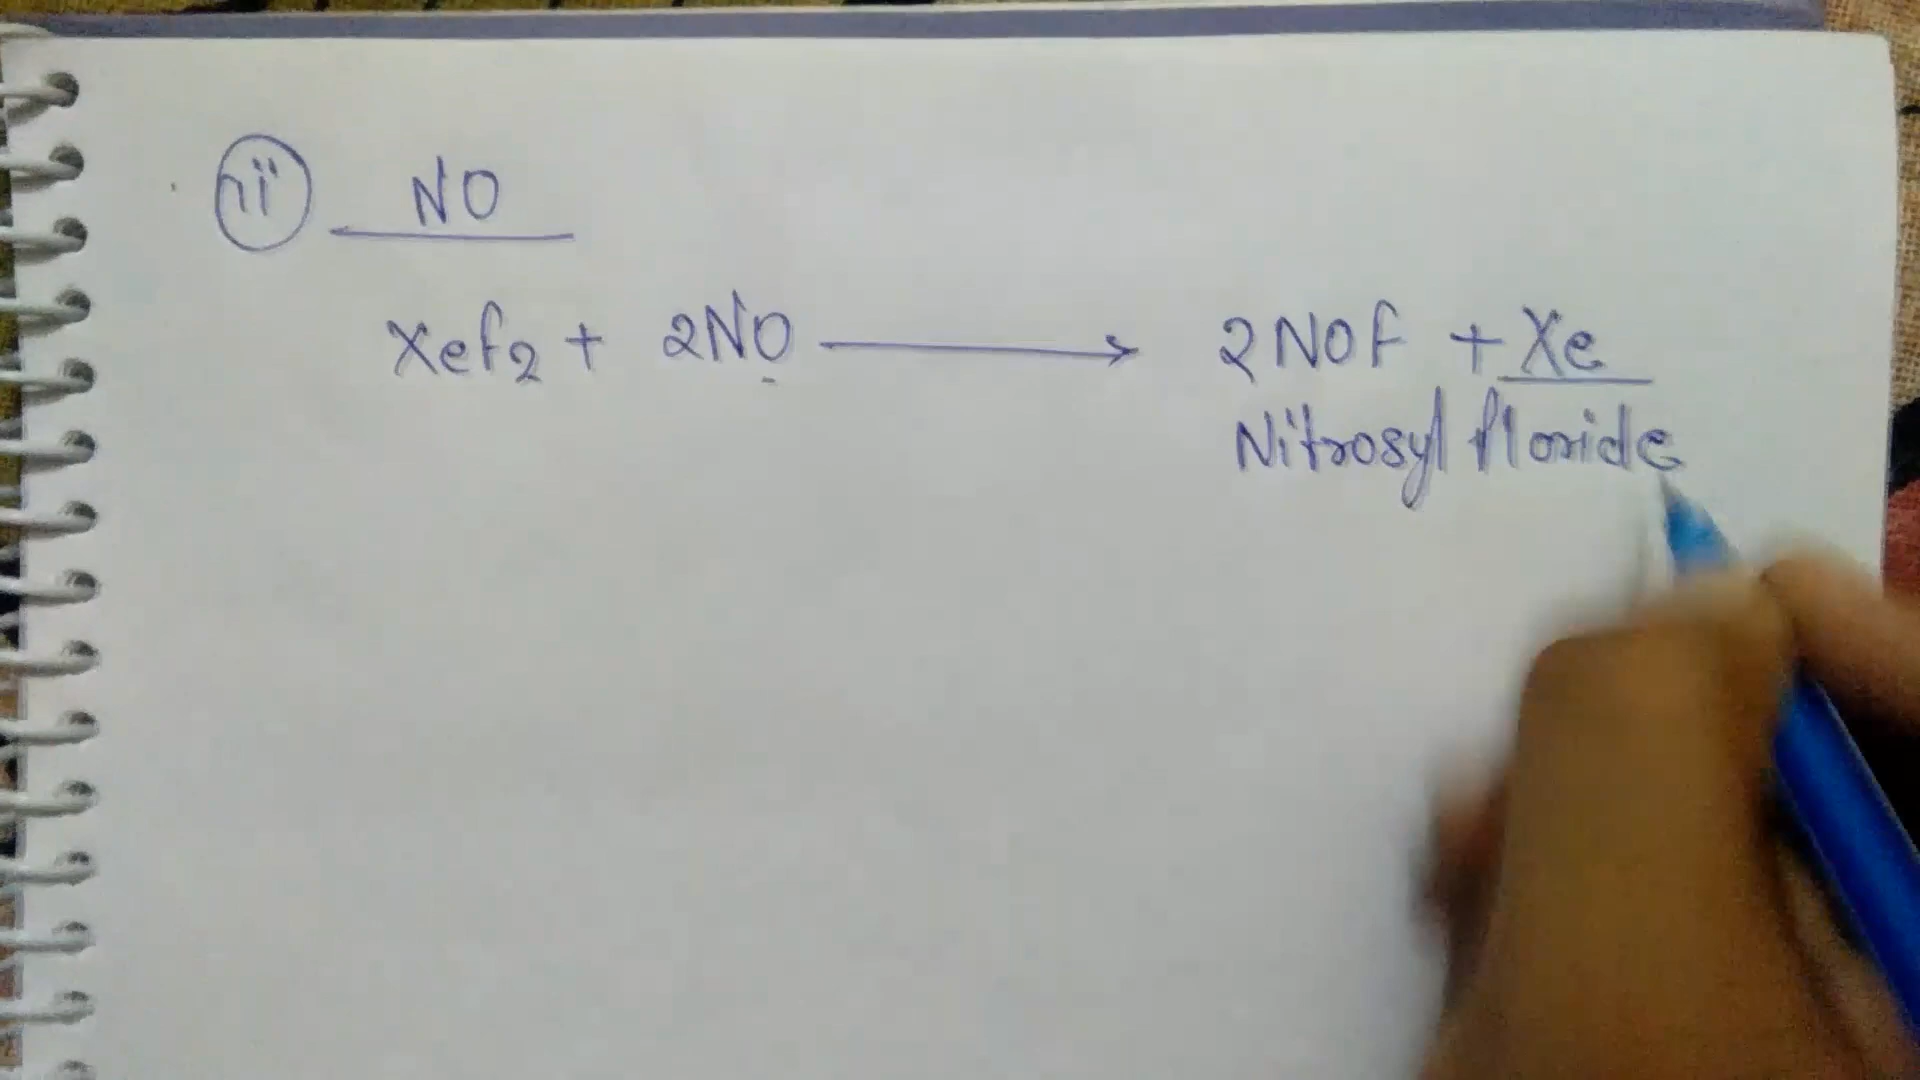 ii NO
Xef2 + 2NO → 2NOF + Xe
Nitrosyl floride